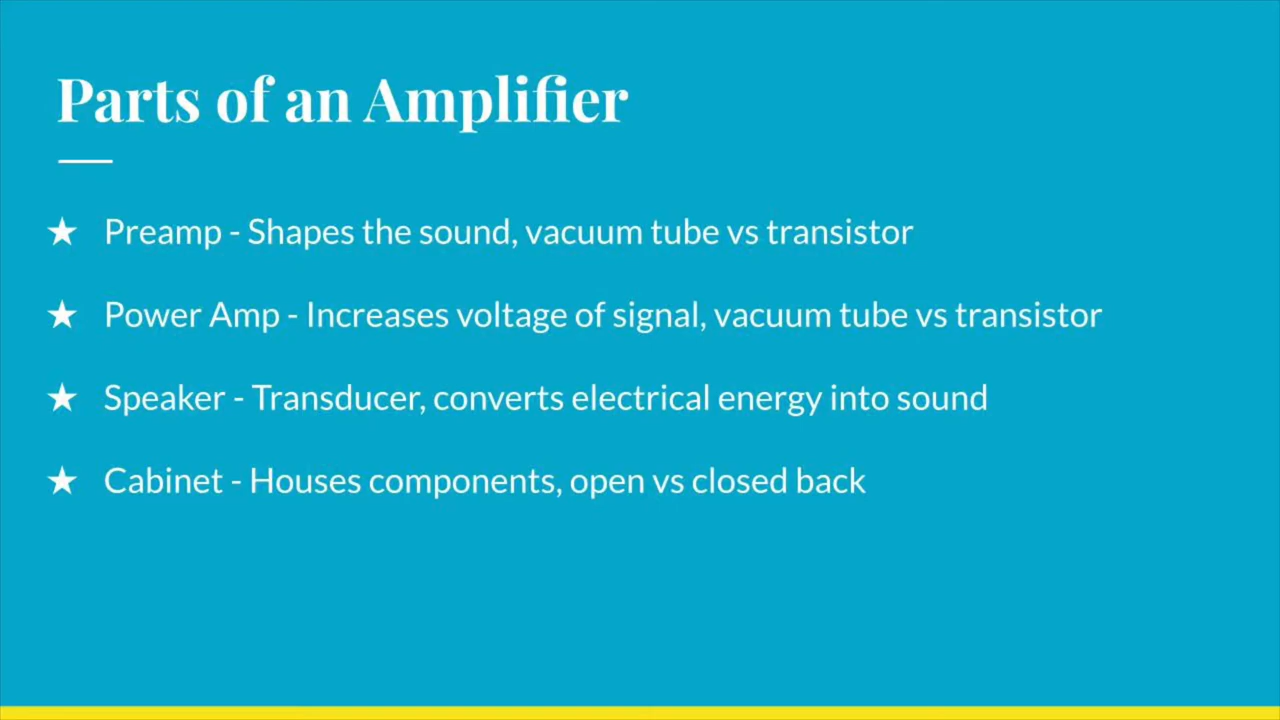 Parts of an Amplifier
★ Preamp - Shapes the sound, vacuum tube vs transistor
★ Power Amp - Increases voltage of signal, vacuum tube vs transistor
★ Speaker - Transducer, converts electrical energy into sound
★ Cabinet - Houses components, open vs closed back